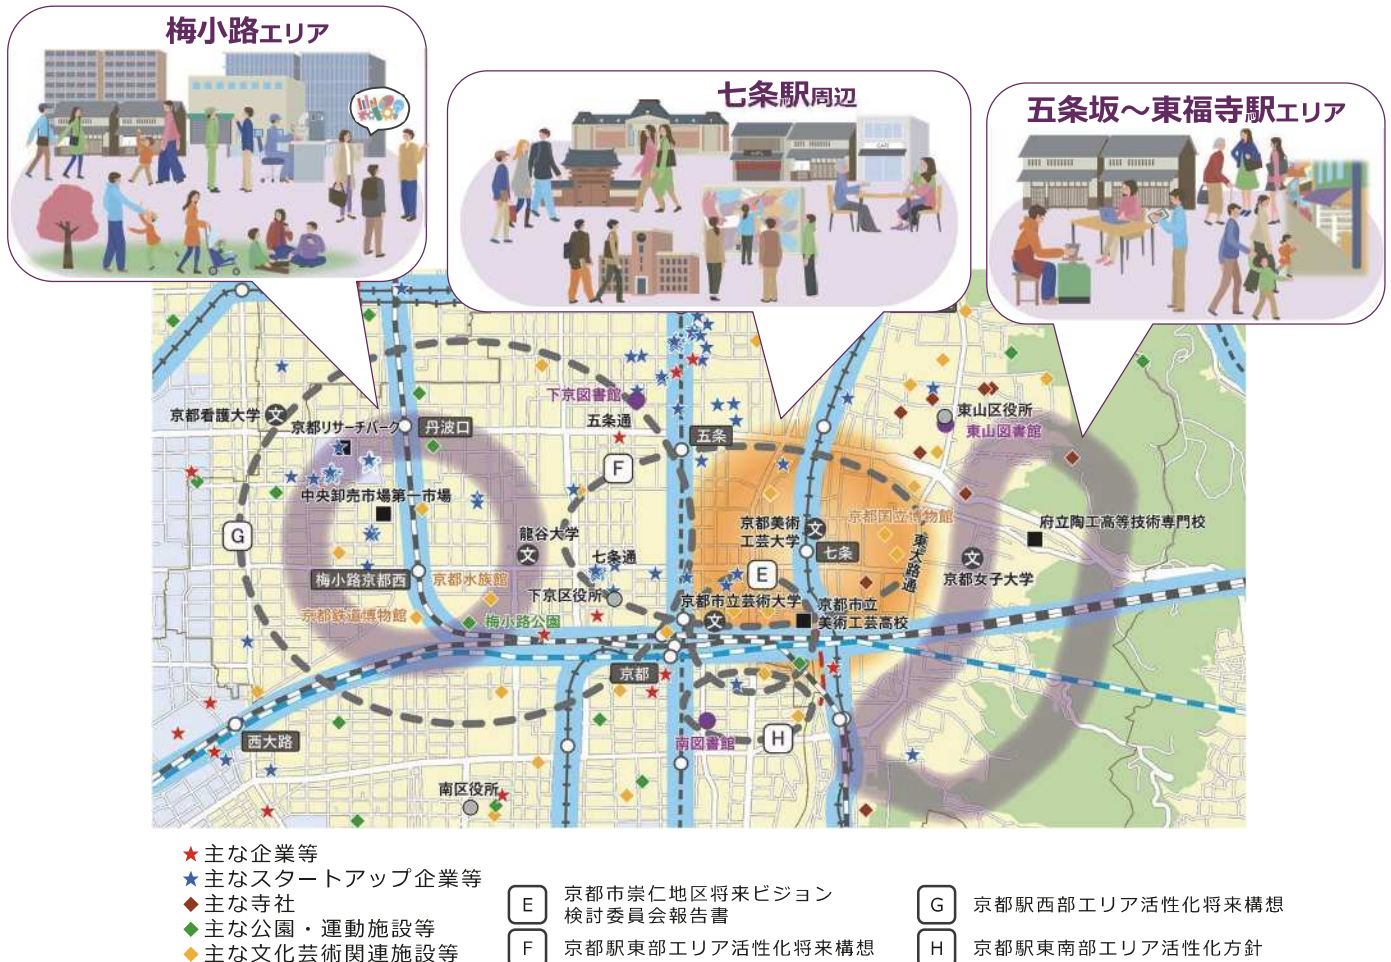 梅小路エリア
七条駅周辺
五条坂～東福寺駅エリア
下京図書館
京都看護大学
文
京都リサーチパーク
丹波口
五条通
五条
F
東山区役所
東山図書館
中央卸売市場第一市場
G
龍谷大学
文
京都美術
工芸大学
文
七条
京都国立博物館
東大路通
府立陶工高等技術専門校
文
京都女子大学
七条通
E
梅小路京都西
京都水族館
下京区役所
京都市立芸術大学
文
京都市立
美術工芸高校
京都鉄道博物館
梅小路公園
京都
西大路
南図書館
H
南区役所
主な企業等
主なスタートアップ企業等
主な寺社
主な公園・運動施設等
主な文化芸術関連施設等
E
京都市崇仁地区将来ビジョン
検討委員会報告書
F
京都駅東部エリア活性化将来構想
G
京都駅西部エリア活性化将来構想
H
京都駅東南部エリア活性化方針